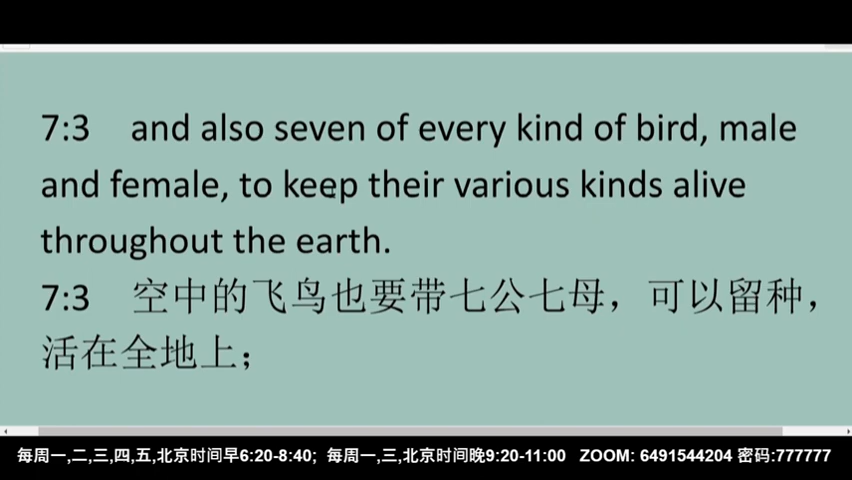 7:3 and also seven of every kind of bird, male
and female, to keep their various kinds alive
throughout the earth.
7:3 空中的飞鸟也要带七公七母，可以留种，
活在全地上；
每周一,二,三,四,五,北京时间早6:20-8:40; 每周一,三,北京时间晚9:20-11:00 ZOOM: 6491544204 密码:777777